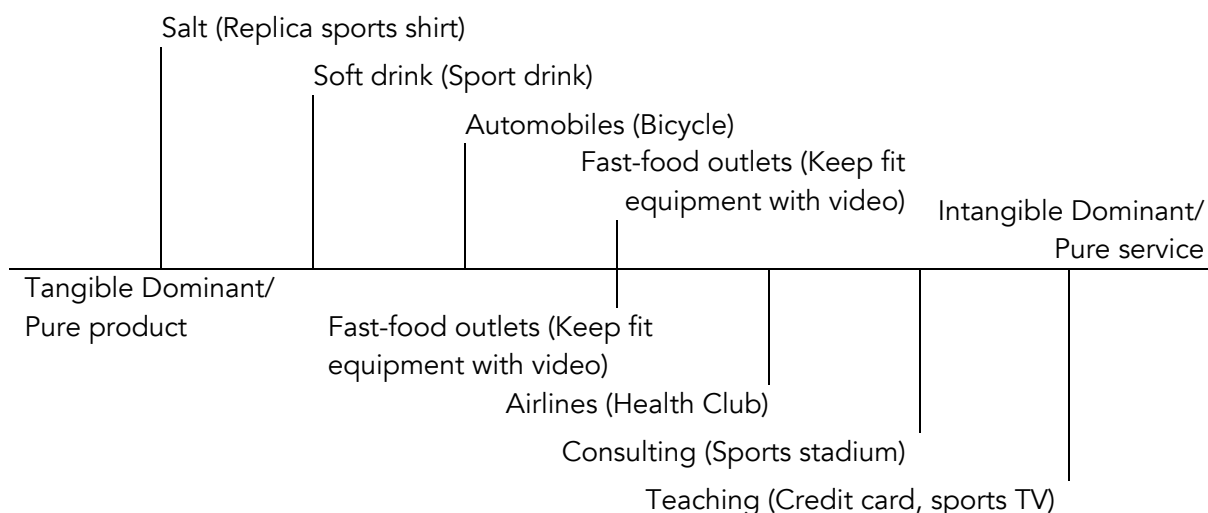 Salt (Replica sports shirt)
Soft drink (Sport drink)
Automobiles (Bicycle)
Fast-food outlets (Keep fit
equipment with video)
Intangible Dominant/
Pure service
Tangible Dominant/
Pure product
Fast-food outlets (Keep fit
equipment with video)
Airlines (Health Club)
Consulting (Sports stadium)
Teaching (Credit card, sports TV)